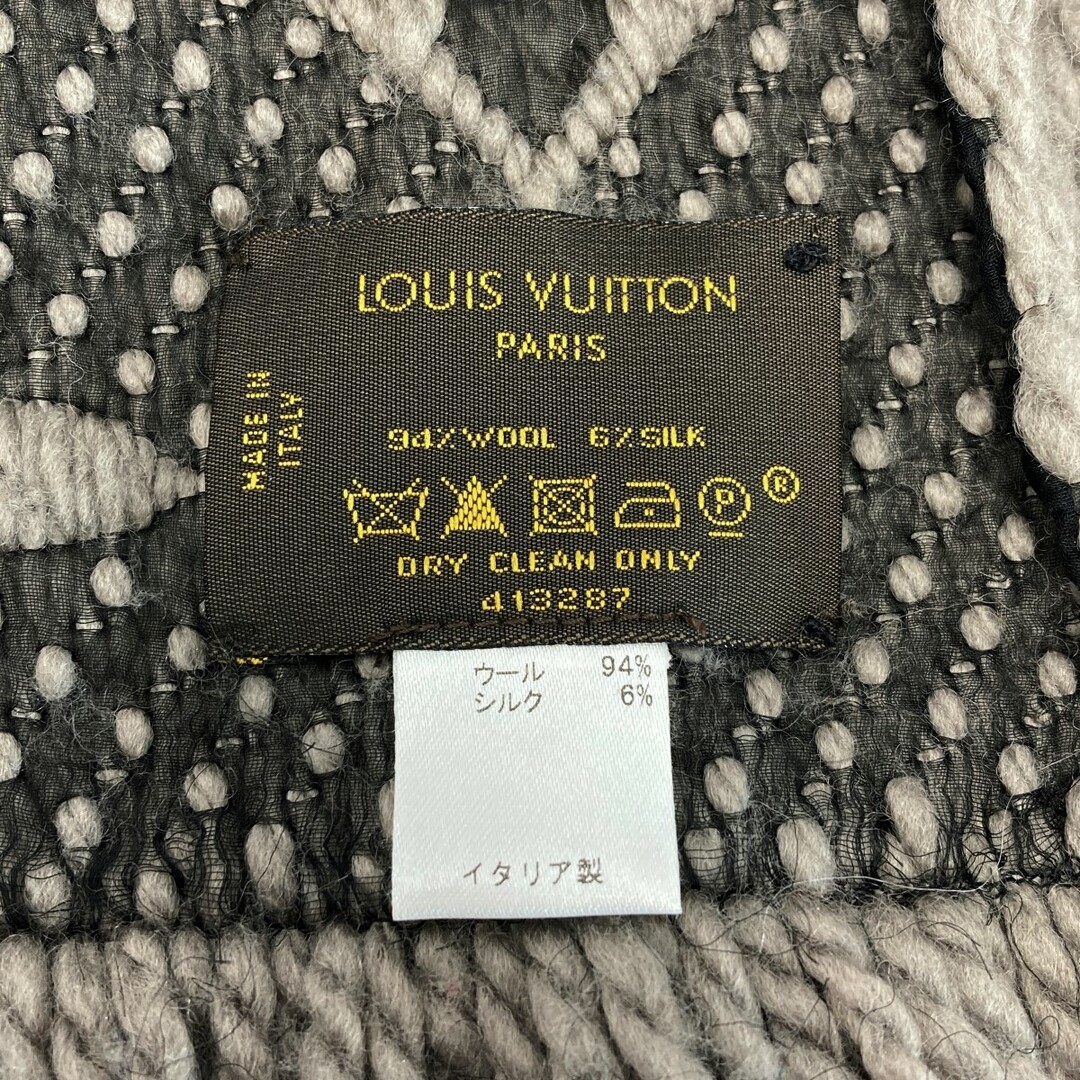 LOUIS VUITTON
PARIS
MADE IN
ITALY
94%WOOL 6%SILK
P ®
DRY CLEAN ONLY
d13287
ウール 94%
シルク 6%
イタリア製